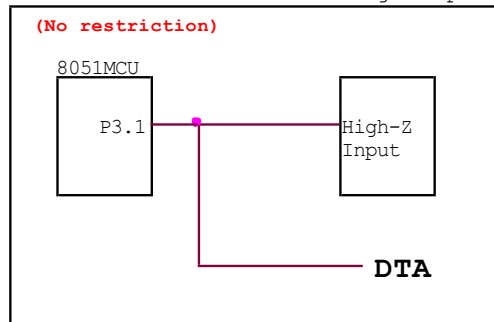 (No restriction)
8051MCU
P3.1
High-Z
Input
DTA